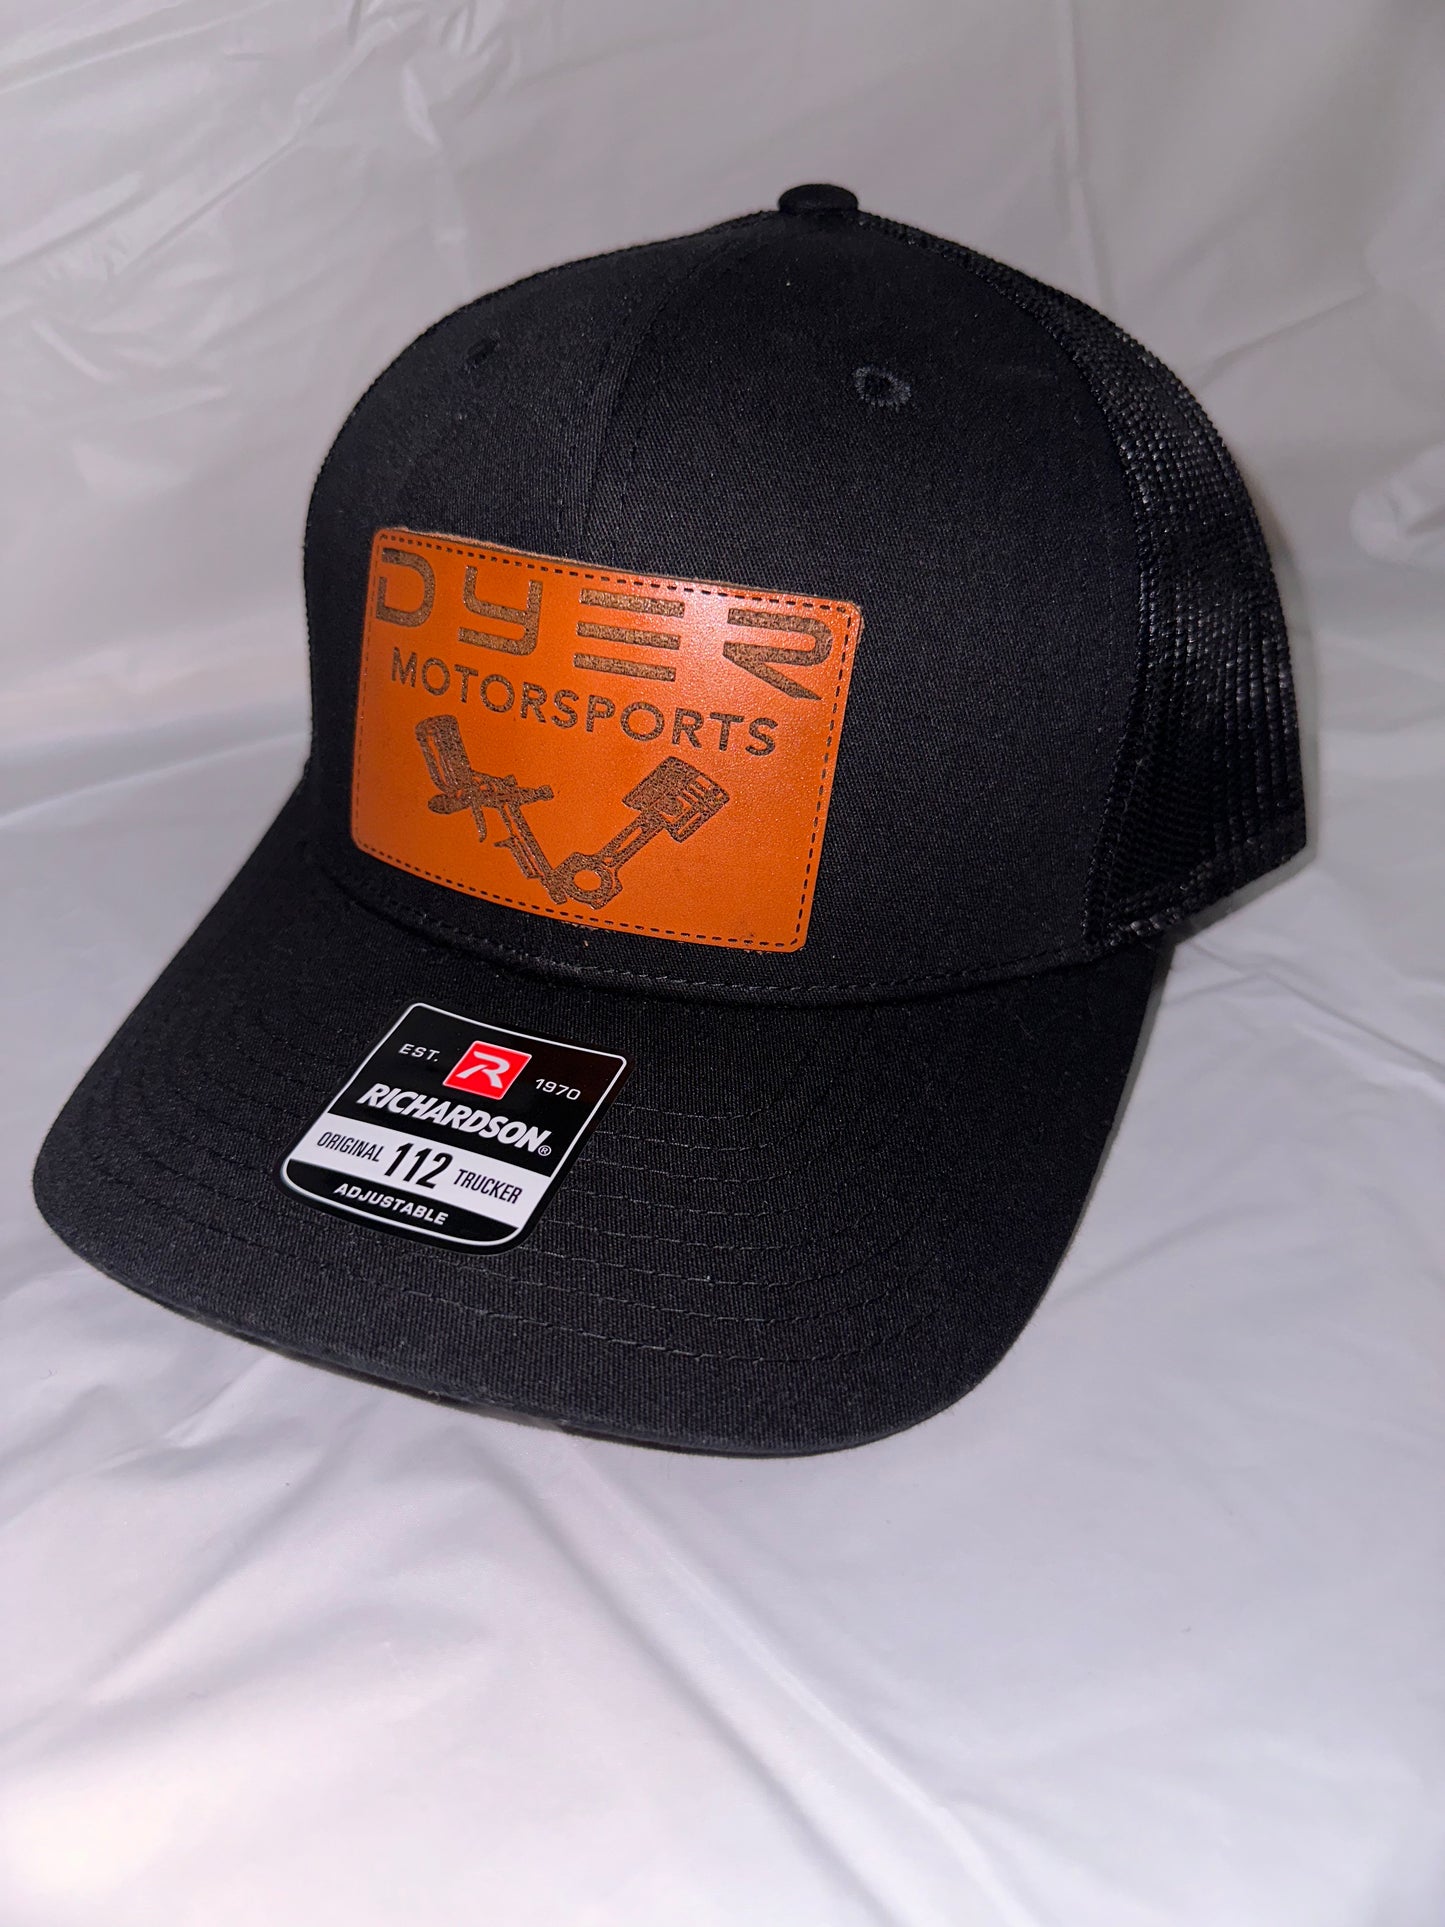 DYER
MOTORSPORTS
EST. R 1970
RICHARDSON®
ORIGINAL 112 TRUCKER
ADJUSTABLE